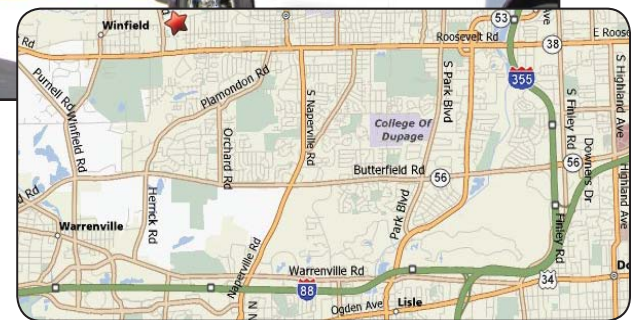 Winfield
53
Roosevelt Rd
38
E Roos
Rd
355
Plamondon Rd
S Naperville Rd
S Park Blvd
S Highland Ave
Purnell Rd
Winfield Rd
College Of
Dupage
Orchard Rd
S Finley Rd
Downers Dr
Butterfield Rd
56
56
Rd
Herrick Rd
Park Blvd
Highland Ave
Warrenville
Naperville Rd
Finley Rd
Warrenville Rd
34
88
Ogden Ave
Lisle
N N